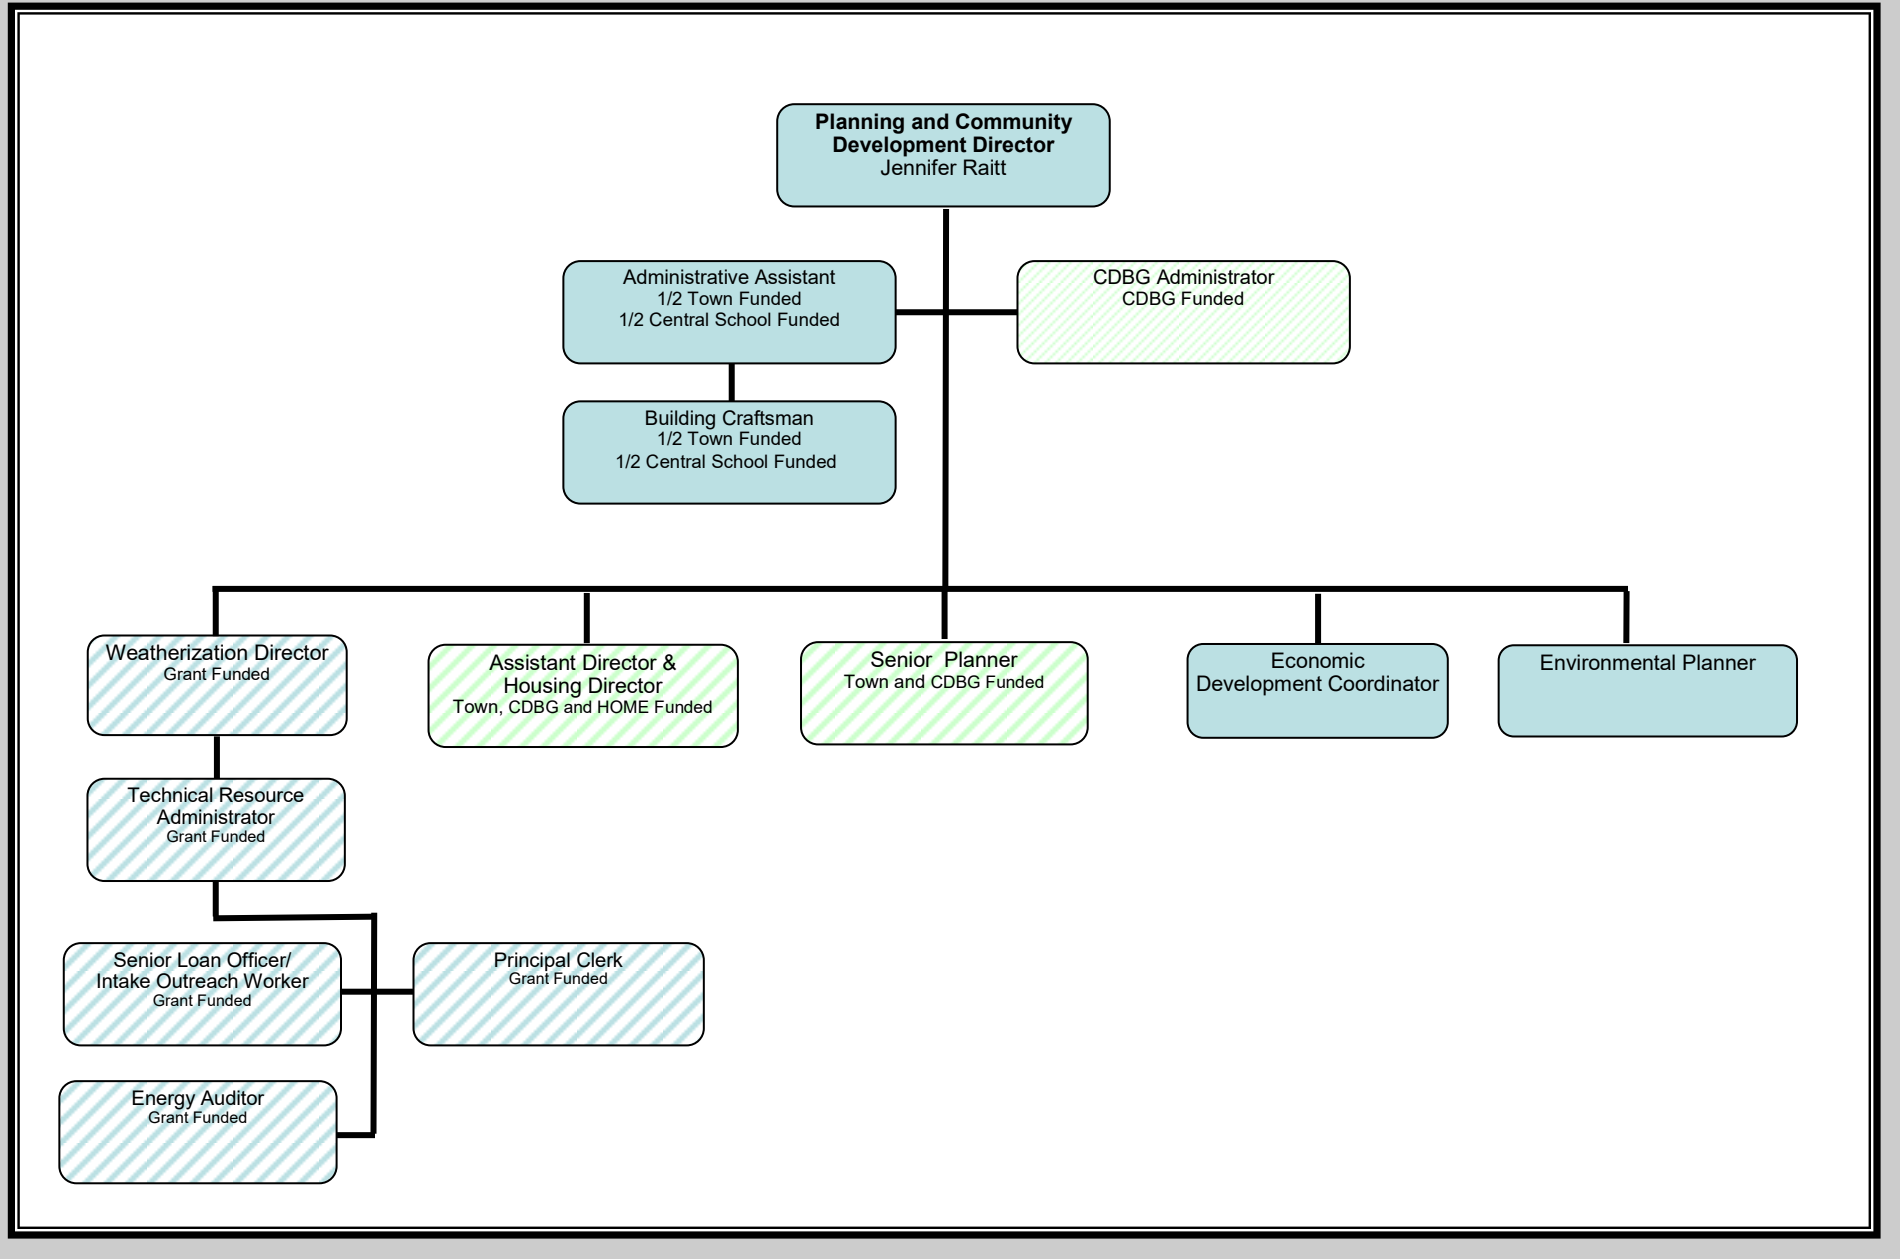 Planning and Community
Development Director
Jennifer Raitt
Administrative Assistant
1/2 Town Funded
1/2 Central School Funded
CDBG Administrator
CDBG Funded
Building Craftsman
1/2 Town Funded
1/2 Central School Funded
Weatherization Director
Grant Funded
Assistant Director &
Housing Director
Town, CDBG and HOME Funded
Senior  Planner
Town and CDBG Funded
Economic
Development Coordinator
Environmental Planner
Technical Resource
Administrator
Grant Funded
Senior Loan Officer/
Intake Outreach Worker
Grant Funded
Principal Clerk
Grant Funded
Energy Auditor
Grant Funded